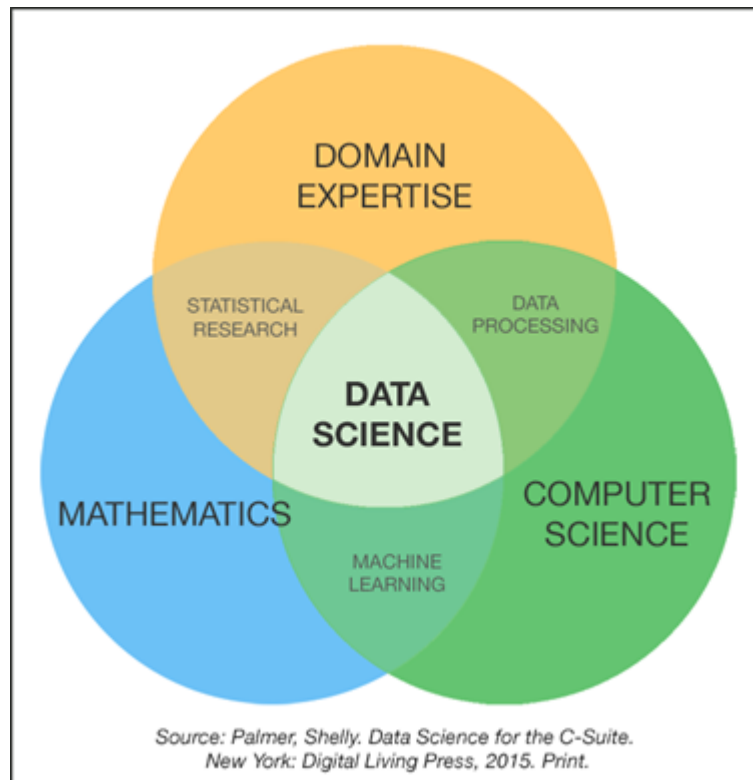 DOMAIN
EXPERTISE
STATISTICAL
RESEARCH
DATA
PROCESSING
DATA
SCIENCE
MATHEMATICS
COMPUTER
SCIENCE
MACHINE
LEARNING
Source: Palmer, Shelly. Data Science for the C-Suite.
New York: Digital Living Press, 2015. Print.